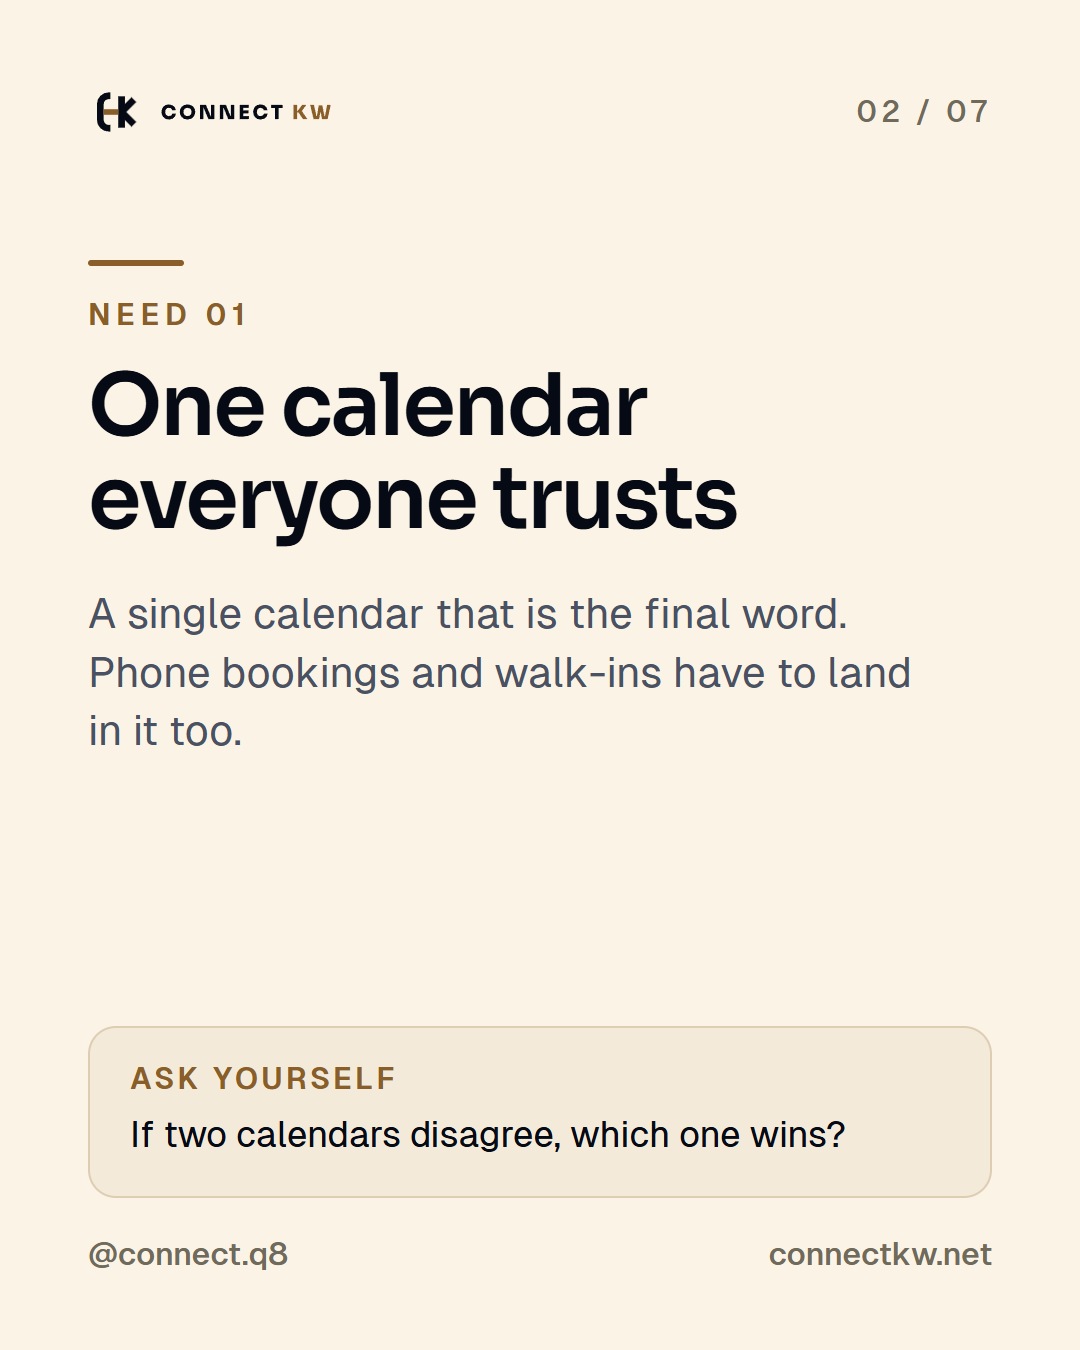 CONNECT KW
02 / 07
NEED 01
One calendar
everyone trusts
A single calendar that is the final word.
Phone bookings and walk-ins have to land
in it too.
ASK YOURSELF
If two calendars disagree, which one wins?
@connect.q8
connectkw.net